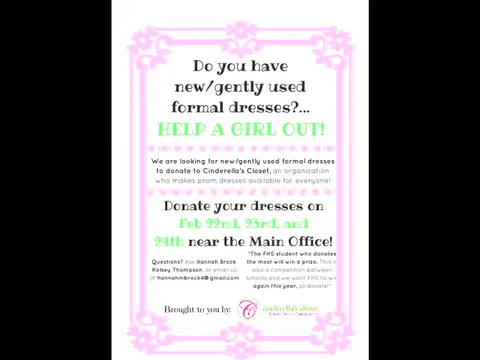 Do you have
new/gently used
formal dresses?...
HELP A GIRL OUT!
We are looking for new/gently used formal dresses
to donate to Cinderella's Closet, an organization
who makes prom dresses available for everyone!
Donate your dresses on
Feb 22nd, 23rd, and
24th near the Main Office!
Questions? Ask Hannah Brock,
Kelsey Thompson, or email us
at hannahmbrock4@gmail.com
"The FHS student who donates
the most will win a prize. This is
also a competition between
schools and we want FHS to win
again this year, so donate!"
Brought to you by:
cinderella's closet